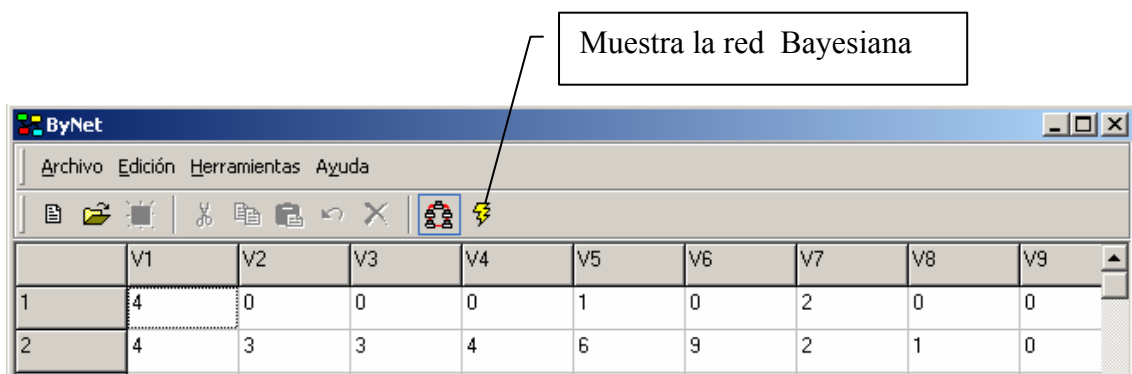 Muestra la red Bayesiana
ByNet
Archivo Edición Herramientas Ayuda
V1 V2 V3 V4 V5 V6 V7 V8 V9
1 4 0 0 0 1 0 2 0 0
2 4 3 3 4 6 9 2 1 0